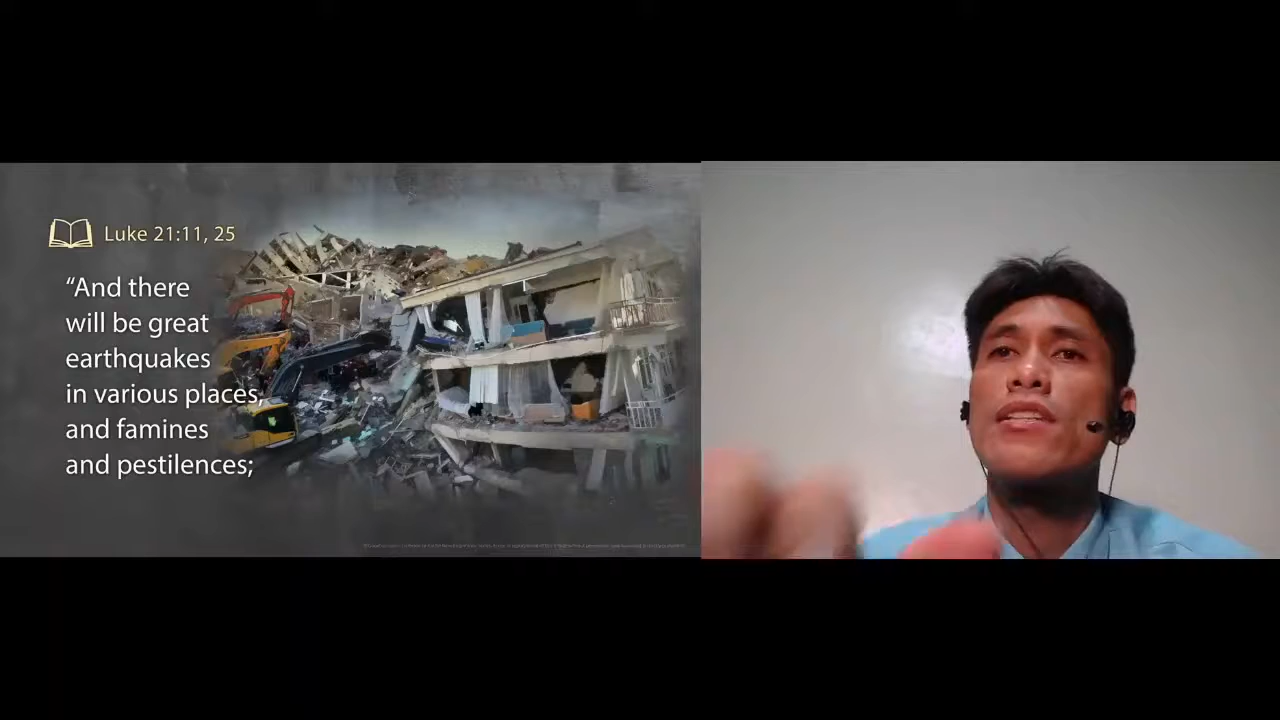 Luke 21:11, 25
“And there
will be great
earthquakes
in various places,
and famines
and pestilences;